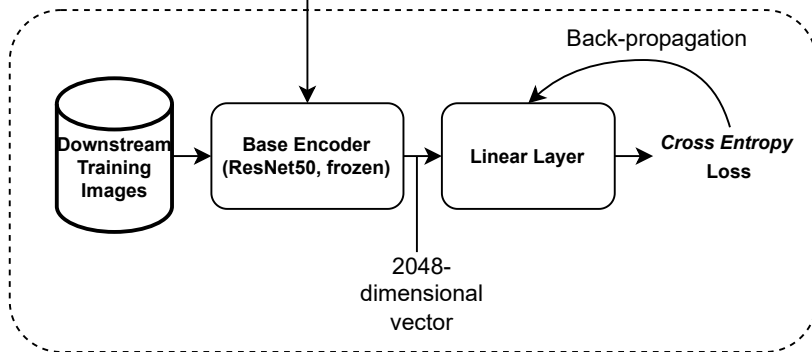 Back-propagation
Downstream
Training
Images
Base Encoder
(ResNet50, frozen)
Linear Layer
Cross Entropy
Loss
2048-
dimensional
vector